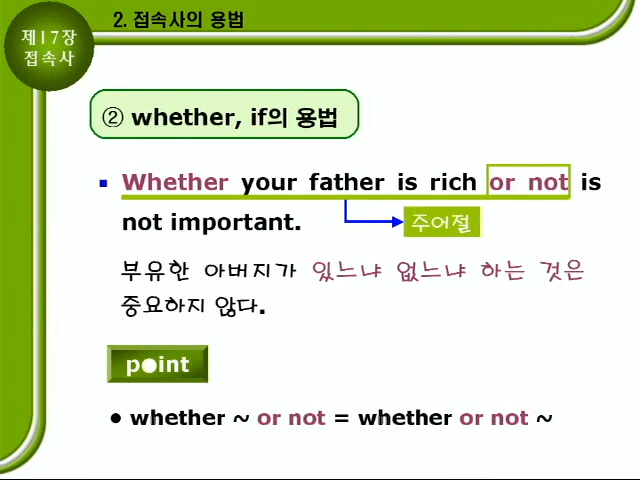 2. 접속사의 용법
제17장
접속사
② whether, if의 용법
▪ Whether your father is rich or not is
not important.
주어절
부유한 아버지가 있느냐 없느냐 하는 것은
중요하지 않다.
point
● whether ~ or not = whether or not ~